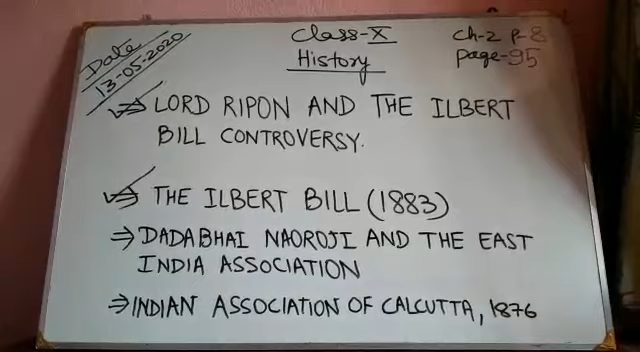 Date
13-05-2020
Class-X
History
Ch-2 P-8
page-95
LORD RIPON AND THE ILBERT
BILL CONTROVERSY.
THE ILBERT BILL (1883)
⇒ DADABHAI NAOROJI AND THE EAST
INDIA ASSOCIATION
⇒ INDIAN ASSOCIATION OF CALCUTTA, 1876